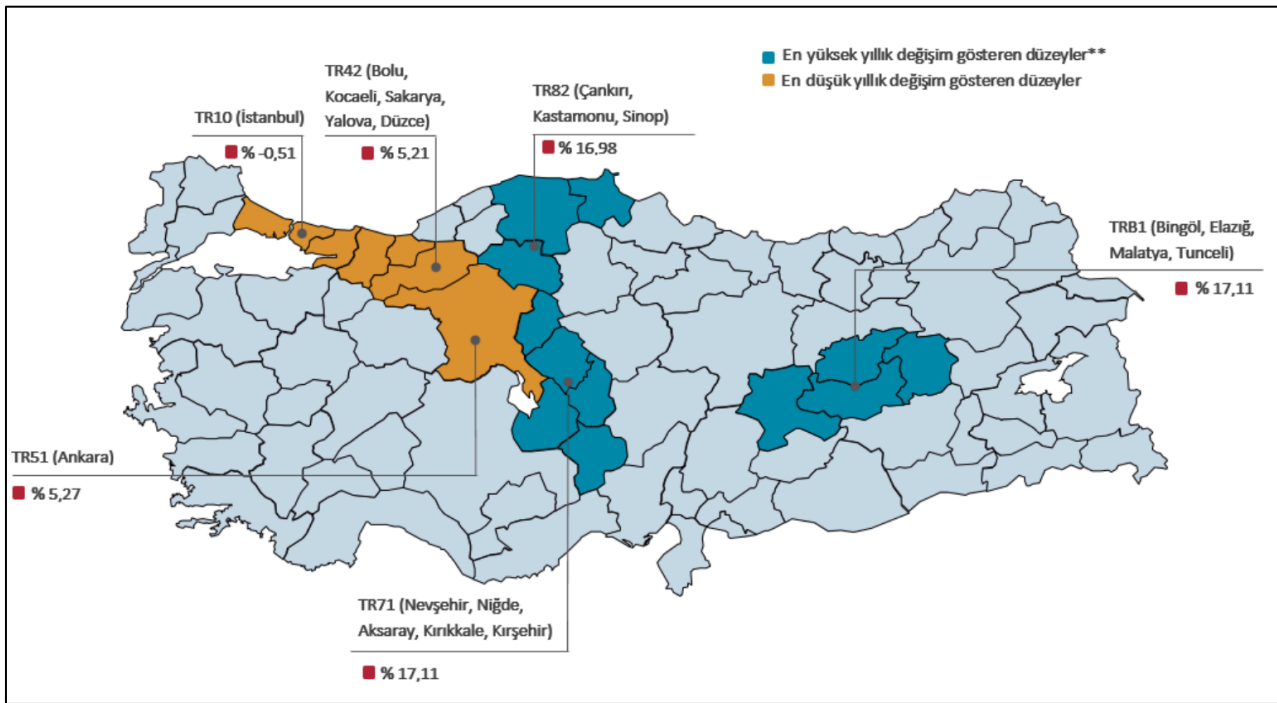 En yüksek yıllık değişim gösteren düzeyler**
En düşük yıllık değişim gösteren düzeyler
TR10 (İstanbul)
% -0,51
TR42 (Bolu,
Kocaeli, Sakarya,
Yalova, Düzce)
% 5,21
TR82 (Çankırı,
Kastamonu, Sinop)
% 16,98
TRB1 (Bingöl, Elazığ,
Malatya, Tunceli)
% 17,11
TR51 (Ankara)
% 5,27
TR71 (Nevşehir, Niğde,
Aksaray, Kırıkkale, Kırşehir)
% 17,11